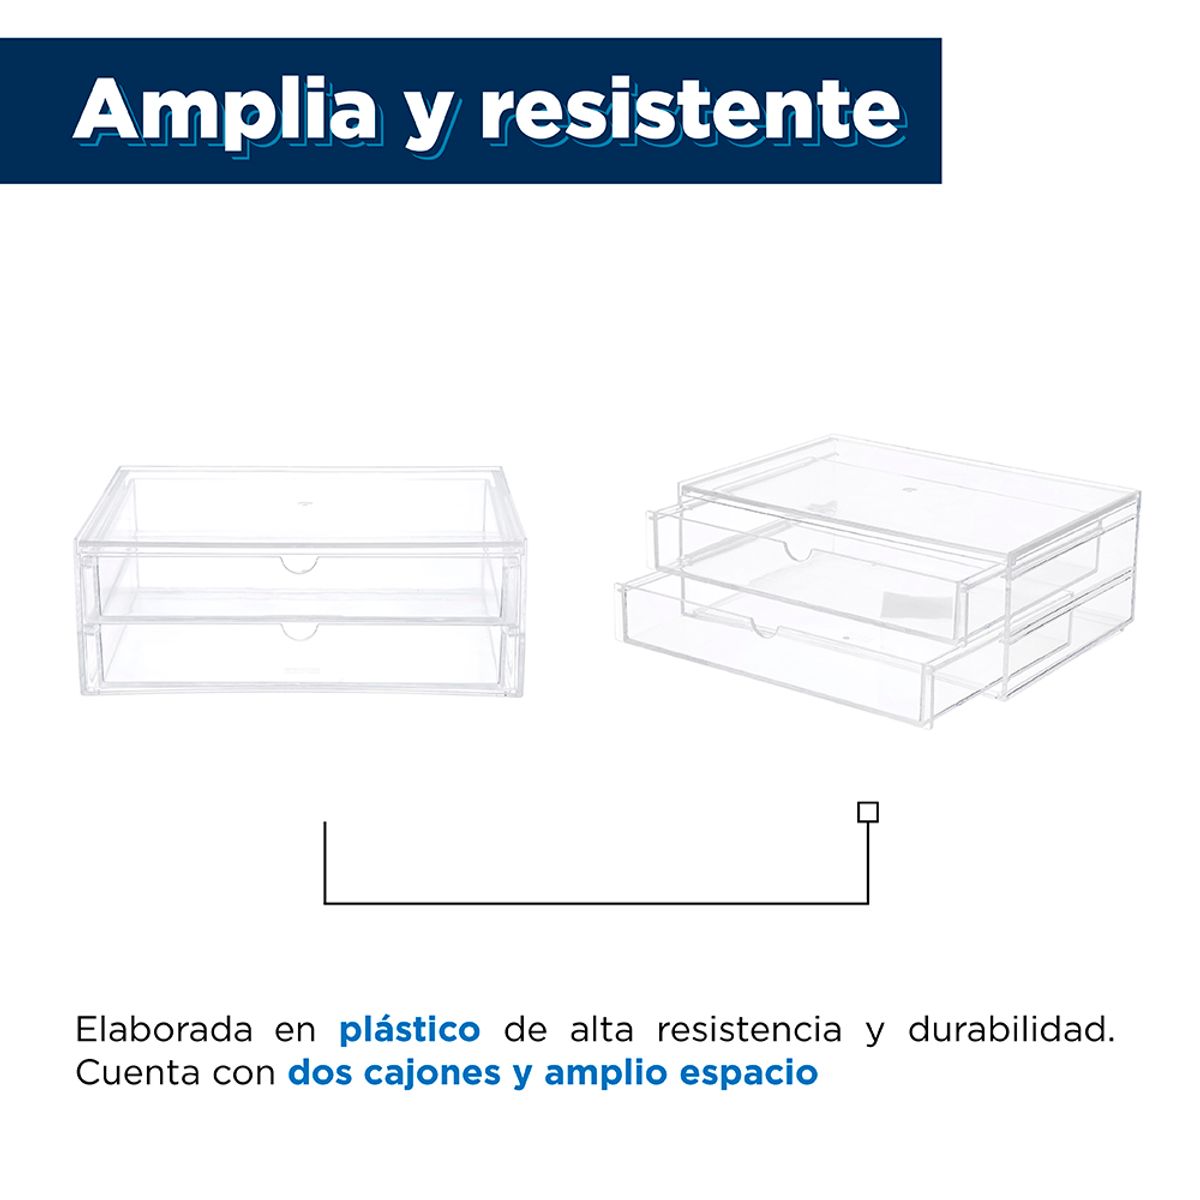 Amplia y resistente
Elaborada en plástico de alta resistencia y durabilidad.
Cuenta con dos cajones y amplio espacio